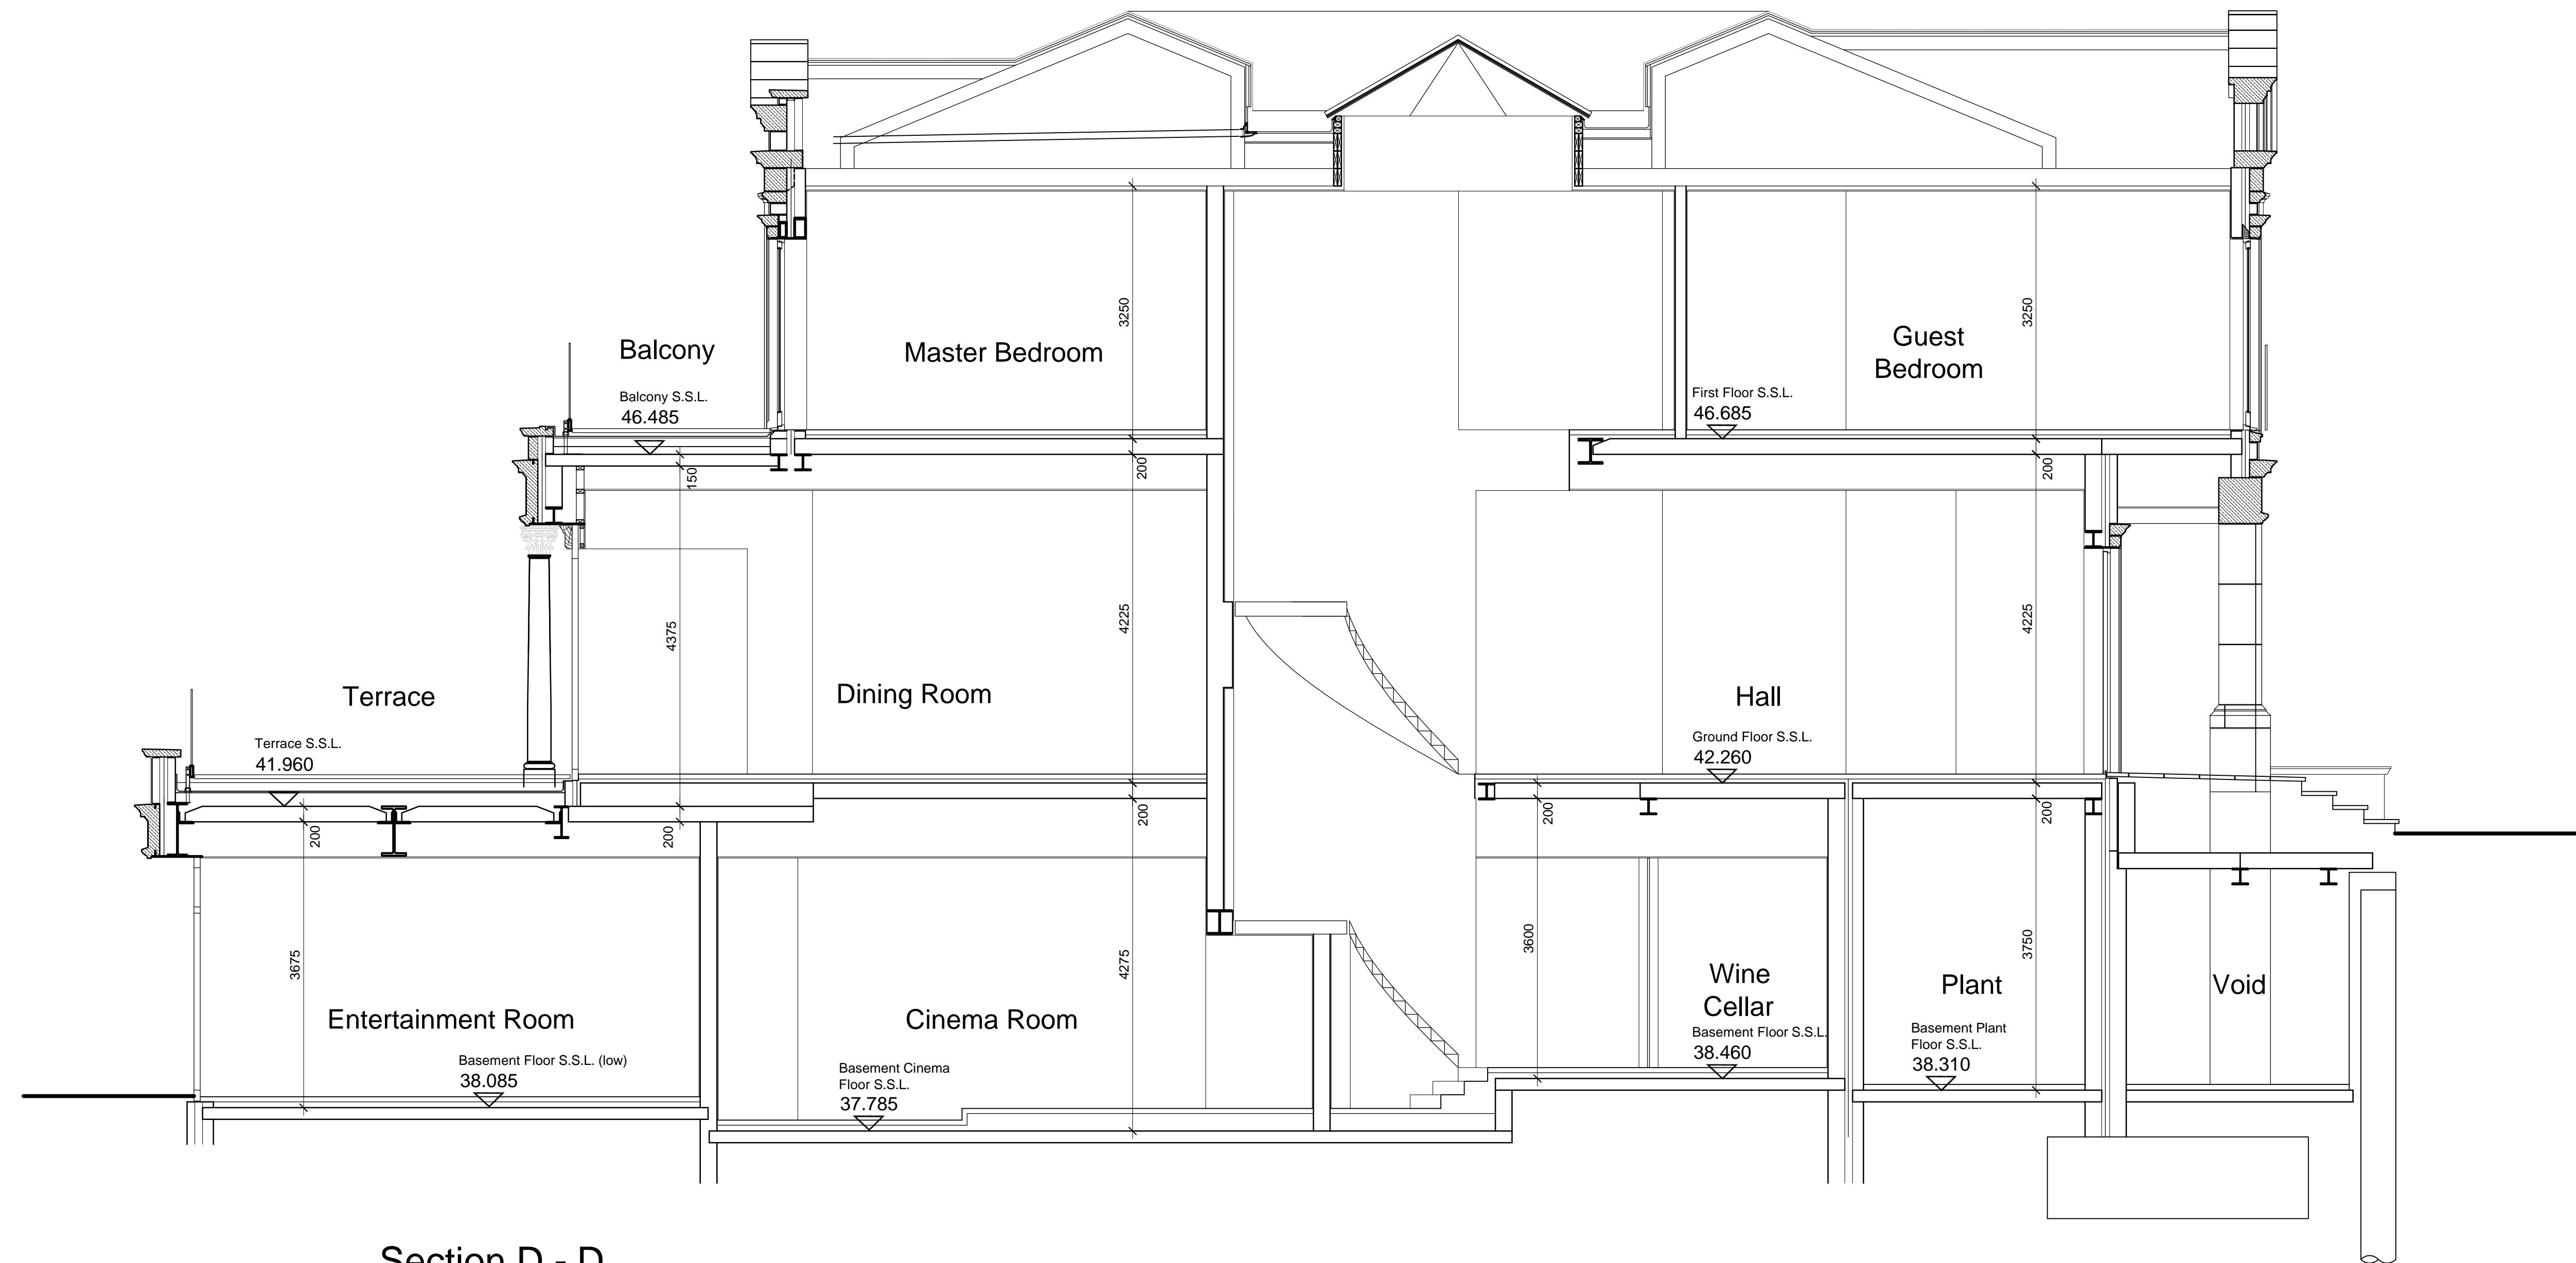 Balcony
Balcony S.S.L.
46.485
Master Bedroom
3250
Guest
Bedroom
3250
First Floor S.S.L.
46.685
150
200
200
Terrace
Terrace S.S.L.
41.960
4375
Dining Room
4225
Hall
Ground Floor S.S.L.
42.260
4225
200
200
200
200
200
3675
Entertainment Room
Basement Floor S.S.L. (low)
38.085
Cinema Room
Basement Cinema
Floor S.S.L.
37.785
4275
3600
Wine
Cellar
Basement Floor S.S.L.
38.460
Plant
Basement Plant
Floor S.S.L.
38.310
3750
Void
Section D - D